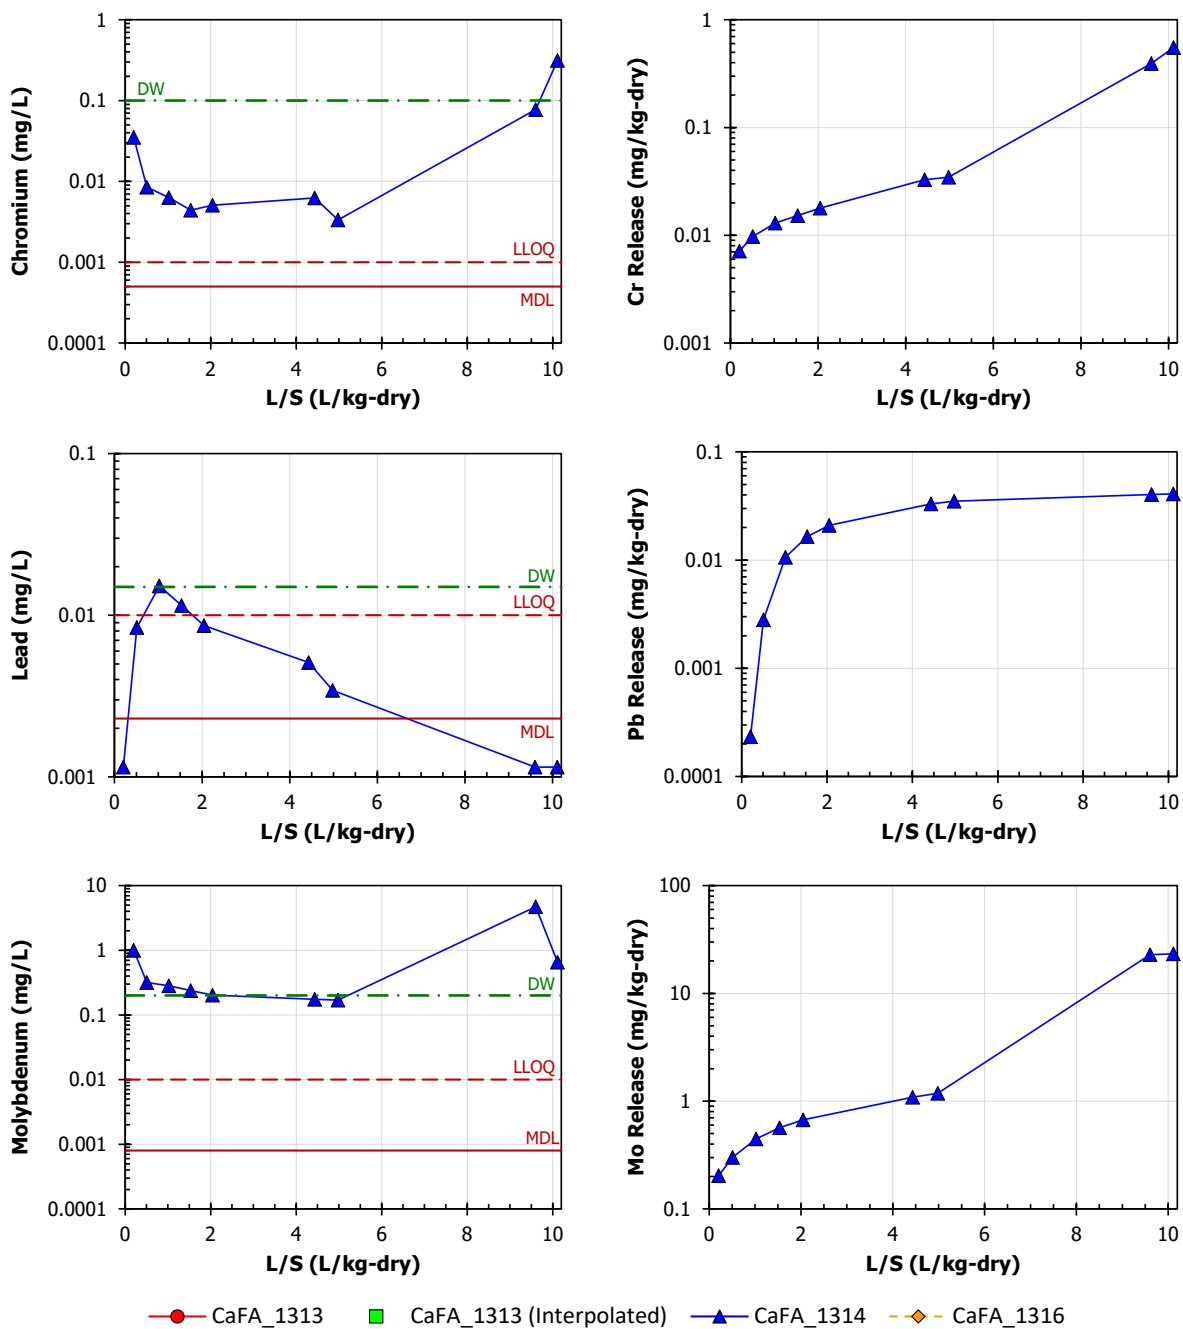 1
0.1
0.01
0.001
0.0001
Chromium (mg/L)
DW
LLOQ
MDL
0 2 4 6 8 10
L/S (L/kg-dry)
1
0.1
0.01
0.001
Cr Release (mg/kg-dry)
0 2 4 6 8 10
L/S (L/kg-dry)
0.1
0.01
0.001
Lead (mg/L)
DW
LLOQ
MDL
0 2 4 6 8 10
L/S (L/kg-dry)
0.1
0.01
0.001
0.0001
Pb Release (mg/kg-dry)
0 2 4 6 8 10
L/S (L/kg-dry)
10
1
0.1
0.01
0.001
0.0001
Molybdenum (mg/L)
DW
LLOQ
MDL
0 2 4 6 8 10
L/S (L/kg-dry)
100
10
1
0.1
Mo Release (mg/kg-dry)
0 2 4 6 8 10
L/S (L/kg-dry)
CaFA_1313 CaFA_1313 (Interpolated) CaFA_1314 CaFA_1316